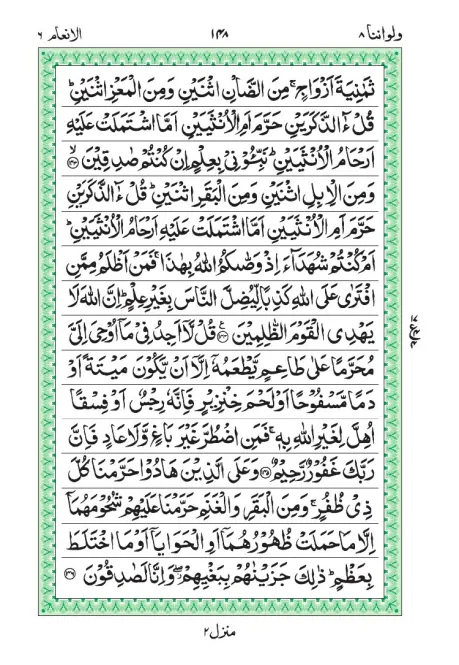 ولواننا ٨ ١٤٨ الانعام ٦
ثَمٰنِيَةَ اَزْوَاجٍ ۚ مِنَ الضَّاْنِ اثْنَيْنِ وَمِنَ الْمَعْزِ اثْنَيْنِ ؕ
قُلْ ءٰٓالذَّكَرَيْنِ حَرَّمَ اَمِ الْاُنْثَيَيْنِ اَمَّا اشْتَمَلَتْ عَلَيْهِ
اَرْحَامُ الْاُنْثَيَيْنِ ؕ نَبِّـُٔوْنِيْ بِعِلْمٍ اِنْ كُنْتُمْ صٰدِقِيْنَ ۙ
وَمِنَ الْاِبِلِ اثْنَيْنِ وَمِنَ الْبَقَرِ اثْنَيْنِ ؕ قُلْ ءٰٓالذَّكَرَيْنِ
حَرَّمَ اَمِ الْاُنْثَيَيْنِ اَمَّا اشْتَمَلَتْ عَلَيْهِ اَرْحَامُ الْاُنْثَيَيْنِ ؕ
اَمْ كُنْتُمْ شُهَدَآءَ اِذْ وَصّٰىكُمُ اللّٰهُ بِهٰذَا ۚ فَمَنْ اَظْلَمُ مِمَّنِ
افْتَرٰى عَلَى اللّٰهِ كَذِبًا لِّيُضِلَّ النَّاسَ بِغَيْرِ عِلْمٍ ؕ اِنَّ اللّٰهَ لَا
يَهْدِي الْقَوْمَ الظّٰلِمِيْنَ قُلْ لَّآ اَجِدُ فِيْ مَآ اُوْحِيَ اِلَيَّ
مُحَرَّمًا عَلٰى طَاعِمٍ يَّطْعَمُهٗٓ اِلَّآ اَنْ يَّكُوْنَ مَيْتَةً اَوْ
دَمًا مَّسْفُوْحًا اَوْ لَحْمَ خِنْزِيْرٍ فَاِنَّهٗ رِجْسٌ اَوْ فِسْقًا
اُهِلَّ لِغَيْرِ اللّٰهِ بِهٖ ۚ فَمَنِ اضْطُرَّ غَيْرَ بَاغٍ وَّلَا عَادٍ فَاِنَّ
رَبَّكَ غَفُوْرٌ رَّحِيْمٌ وَعَلَى الَّذِيْنَ هَادُوْا حَرَّمْنَا كُلَّ
ذِيْ ظُفُرٍ ۚ وَمِنَ الْبَقَرِ وَالْغَنَمِ حَرَّمْنَا عَلَيْهِمْ شُحُوْمَهُمَآ
اِلَّا مَا حَمَلَتْ ظُهُوْرُهُمَآ اَوِ الْحَوَايَآ اَوْ مَا اخْتَلَطَ
بِعَظْمٍ ؕ ذٰلِكَ جَزَيْنٰهُمْ بِبَغْيِهِمْ ۖ وَاِنَّا لَصٰدِقُوْنَ
منزل ٢